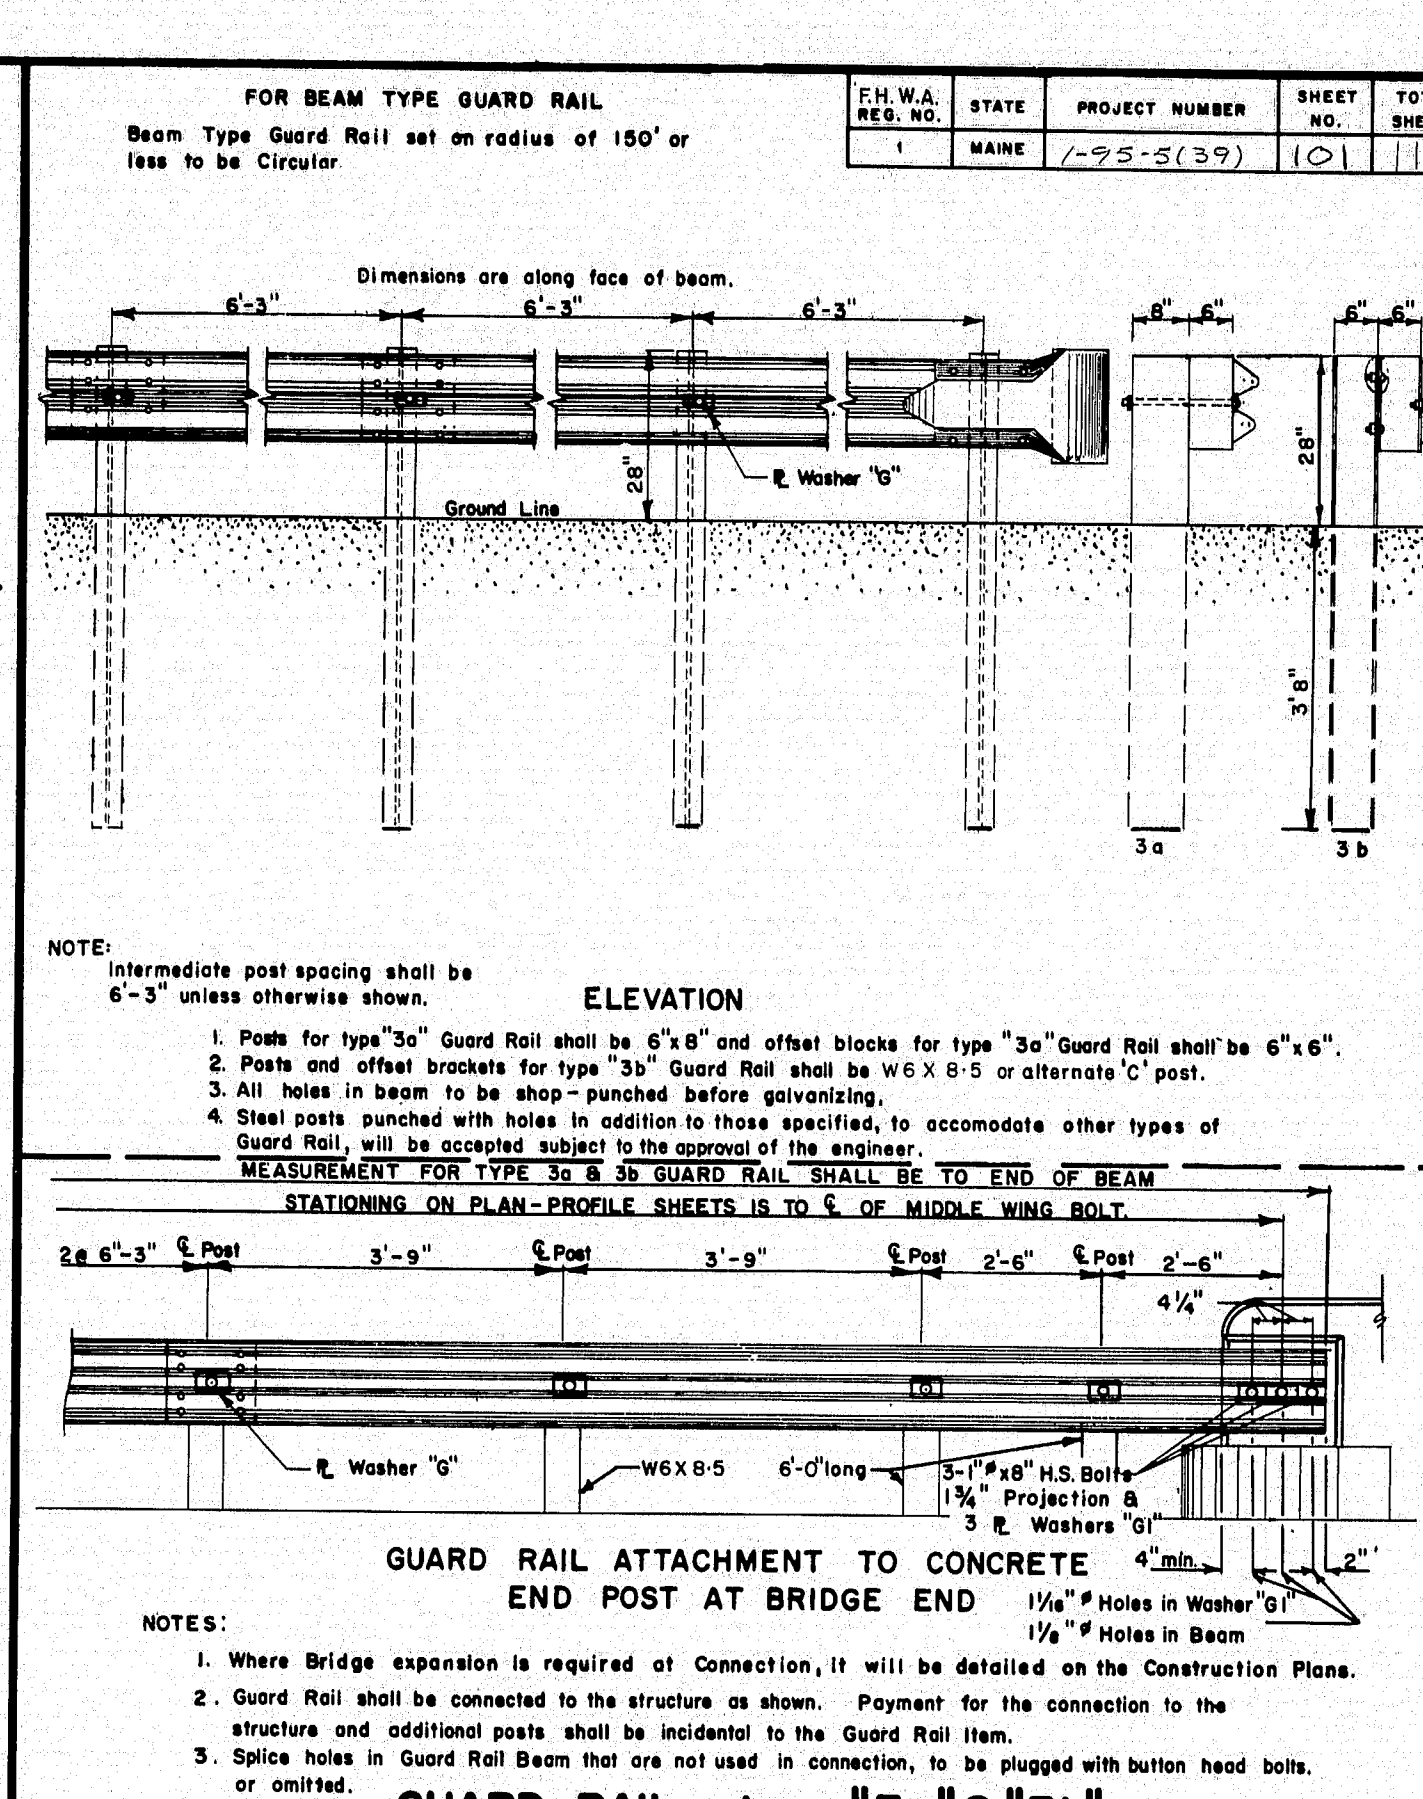 FOR BEAM TYPE GUARD RAIL
Beam Type Guard Rail set on radius of 150' or
less to be Circular
F.H.W.A. REG. NO. STATE PROJECT NUMBER SHEET NO.
1 MAINE 1-95-5(39) 101
Dimensions are along face of beam.
6'-3" 6'-3" 6'-3" 8" 6" 6" 6"
28"
28"
℄ Washer "G"
Ground Line
3'8"
3a 3b
NOTE:
Intermediate post spacing shall be
6'-3" unless otherwise shown.
ELEVATION
1. Posts for type "3a" Guard Rail shall be 6"x8" and offset blocks for type "3a" Guard Rail shall be 6"x6".
2. Posts and offset brackets for type "3b" Guard Rail shall be W6 X 8.5 or alternate 'C' post.
3. All holes in beam to be shop-punched before galvanizing.
4. Steel posts punched with holes in addition to those specified, to accomodate other types of
Guard Rail, will be accepted subject to the approval of the engineer.
MEASUREMENT FOR TYPE 3a & 3b GUARD RAIL SHALL BE TO END OF BEAM
STATIONING ON PLAN-PROFILE SHEETS IS TO ℄ OF MIDDLE WING BOLT.
2@ 6"-3" ℄ Post 3'-9" ℄ Post 3'-9" ℄ Post 2'-6" ℄ Post 2'-6"
4 1/4"
℄ Washer "G" W6 X 8.5 6'-0" long 3-1"ø x8" H.S. Bolts
1 3/4" Projection &
3 ℄ Washers "G1"
GUARD RAIL ATTACHMENT TO CONCRETE
END POST AT BRIDGE END
4" min. 2"
1 1/16" ø Holes in Washer "G1"
1 1/8" ø Holes in Beam
NOTES:
1. Where Bridge expansion is required at Connection, it will be detailed on the Construction Plans.
2. Guard Rail shall be connected to the structure as shown. Payment for the connection to the
structure and additional posts shall be incidental to the Guard Rail Item.
3. Splice holes in Guard Rail Beam that are not used in connection, to be plugged with button head bolts.
or omitted.